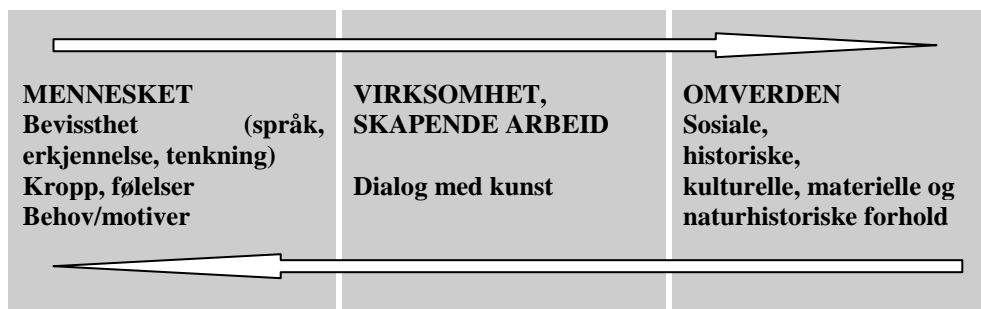 MENNESKET
Bevissthet (språk,
erkjennelse, tenkning)
Kropp, følelser
Behov/motiver
VIRKSOMHET,
SKAPENDE ARBEID
Dialog med kunst
OMVERDEN
Sosiale,
historiske,
kulturelle, materielle og
naturhistoriske forhold